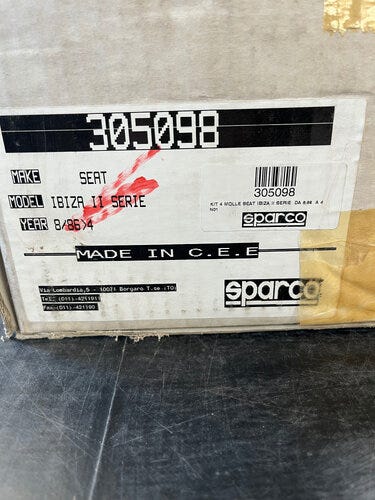 305098
MAKE SEAT
MODEL IBIZA II SERIE
YEAR 8/86>4
MADE IN C.E.E
Via Lombardia,5 - 10071 Borgaro T.se (TO)
Tel. (011)-4211911
Fax (011)-421190
sparco
305098
KIT 4 MOLLE SEAT IBIZA II SERIE DA 8.86 A 4
N01
sparco